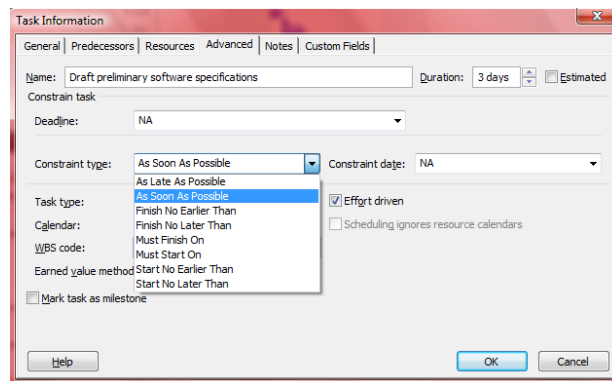 Task Information
General Predecessors Resources Advanced Notes Custom Fields
Name: Draft preliminary software specifications Duration: 3 days Estimated
Constrain task
Deadline: NA
Constraint type: As Soon As Possible Constraint date: NA
As Late As Possible
As Soon As Possible
Task type: Effort driven
Finish No Earlier Than
Calendar: Finish No Later Than Scheduling ignores resource calendars
Must Finish On
WBS code: Must Start On
Earned value method Start No Earlier Than
Start No Later Than
Mark task as milestone
Help OK Cancel